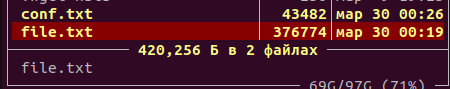 conf.txt 43482 мар 30 00:26
file.txt 376774 мар 30 00:19
420,256 Б в 2 файлах
file.txt
69G/97G (71%)